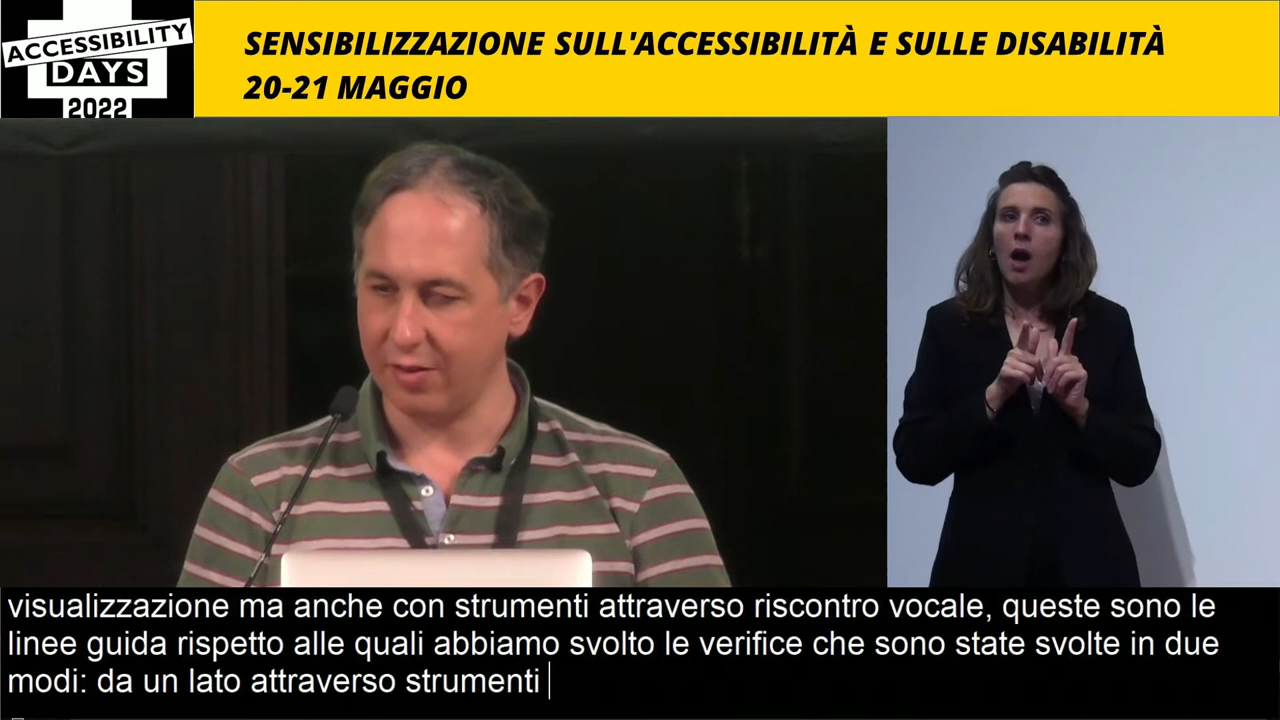 ACCESSIBILITY
DAYS
2022
SENSIBILIZZAZIONE SULL'ACCESSIBILITÀ E SULLE DISABILITÀ
20-21 MAGGIO
visualizzazione ma anche con strumenti attraverso riscontro vocale, queste sono le
linee guida rispetto alle quali abbiamo svolto le verifice che sono state svolte in due
modi: da un lato attraverso strumenti